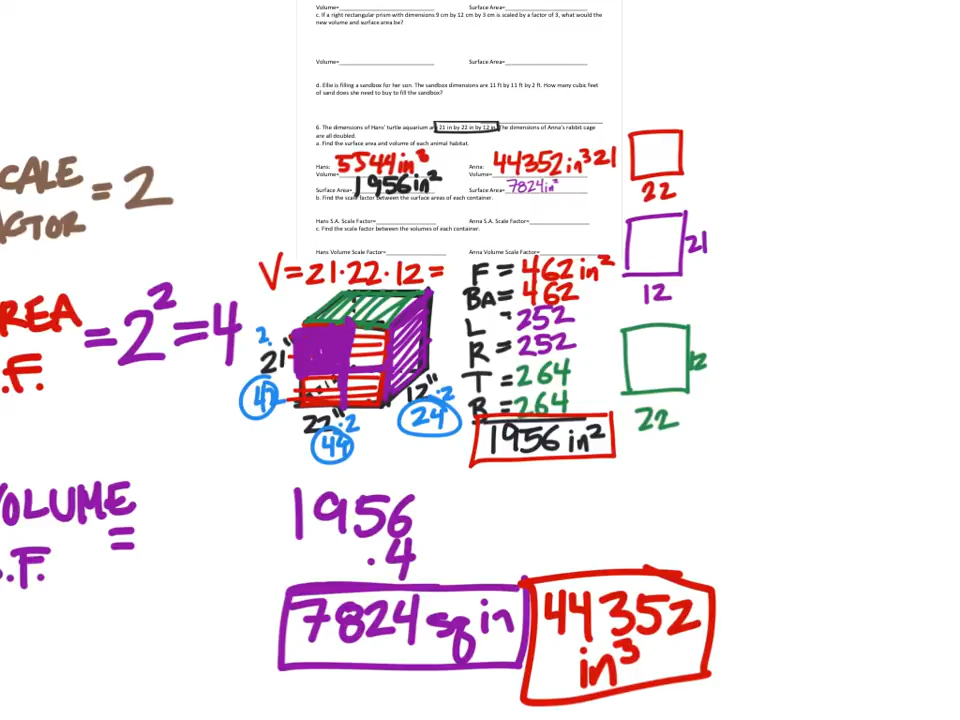 Volume=
Surface Area=
c. If a right rectangular prism with dimensions 9 cm by 12 cm by 3 cm is scaled by a factor of 3, what would the
new volume and surface area be?
Volume=
Surface Area=
d. Ellie is filling a sandbox for her son. The sandbox dimensions are 11 ft by 11 ft by 2 ft. How many cubic feet
of sand does she need to buy to fill the sandbox?
6. The dimensions of Hans' turtle aquarium are 21 in by 22 in by 12 in. The dimensions of Anna's rabbit cage
are all doubled.
a. Find the surface area and volume of each animal habitat.
Hans: 5544 in³
Volume=
Surface Area= 1956 in²
Anna: 44352 in³
Volume=
Surface Area= 7824 in²
b. Find the scale factor between the surface areas of each container.
Hans S.A. Scale Factor=
Anna S.A. Scale Factor=
c. Find the scale factor between the volumes of each container.
Hans Volume Scale Factor=
Anna Volume Scale Factor=
21
22
21
12
12
22
CALE
ACTOR = 2
REA
.F. = 2² = 4
VOLUME
.F. =
V = 21·22·12 =
2·
21"
42
22"·2
44
12"·2
24
F = 462 in²
BA = 462
L = 252
R = 252
T = 264
B = 264
1956 in²
1956
·4
7824 sq in
44352
in³